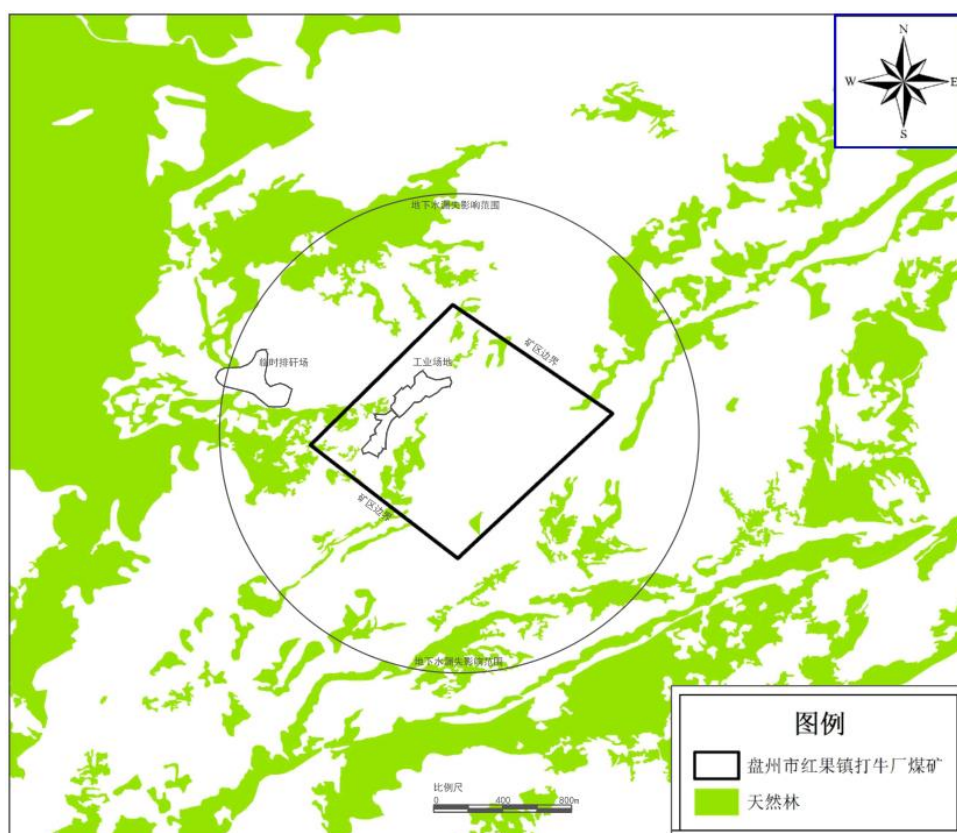 N
W
E
S
地下水漏失影响范围
矿区边界
临时排矸场
工业场地
矿区边界
地下水漏失影响范围
图例
盘州市红果镇打牛厂煤矿
天然林
比例尺
0 400 800m